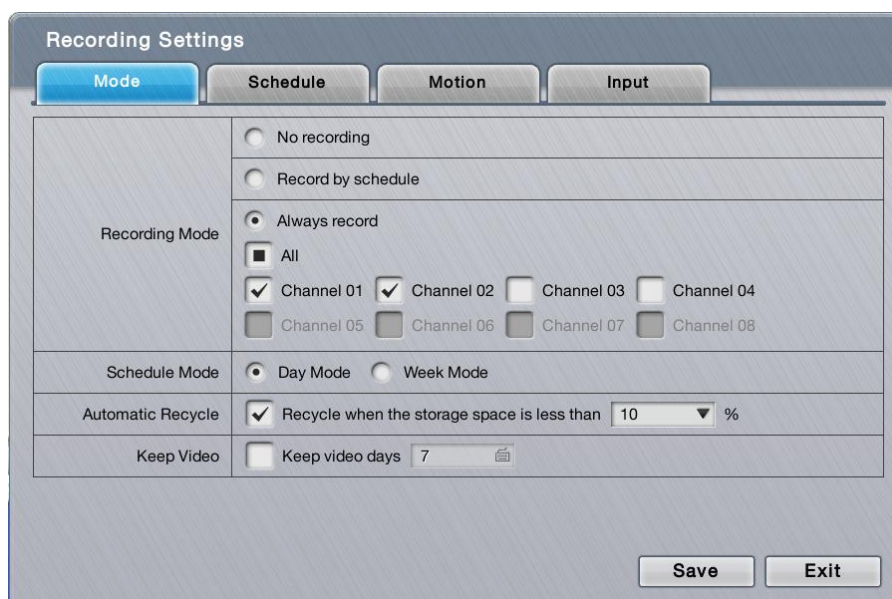 Recording Settings
Mode Schedule Motion Input
No recording
Record by schedule
Recording Mode
Always record
All
Channel 01 Channel 02 Channel 03 Channel 04
Channel 05 Channel 06 Channel 07 Channel 08
Schedule Mode Day Mode Week Mode
Automatic Recycle Recycle when the storage space is less than 10 %
Keep Video Keep video days 7
Save Exit